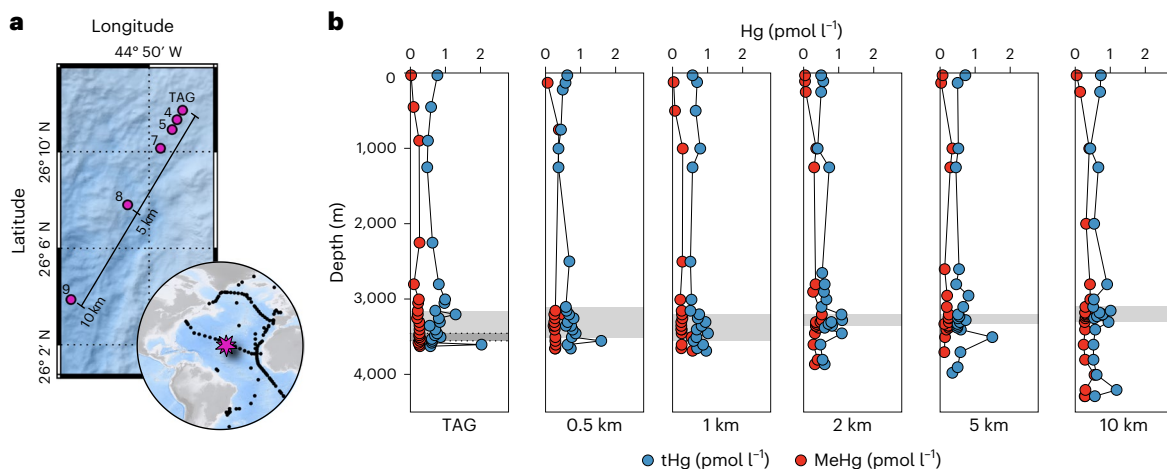 a
Longitude
44° 50′ W
Latitude
26° 10′ N
26° 6′ N
26° 2′ N
TAG
4
5
7
8
9
5 km
10 km
b
Hg (pmol l⁻¹)
0 1 2 0 1 2 0 1 2 0 1 2 0 1 2 0 1 2
Depth (m)
0
1,000
2,000
3,000
4,000
TAG 0.5 km 1 km 2 km 5 km 10 km
tHg (pmol l⁻¹) MeHg (pmol l⁻¹)